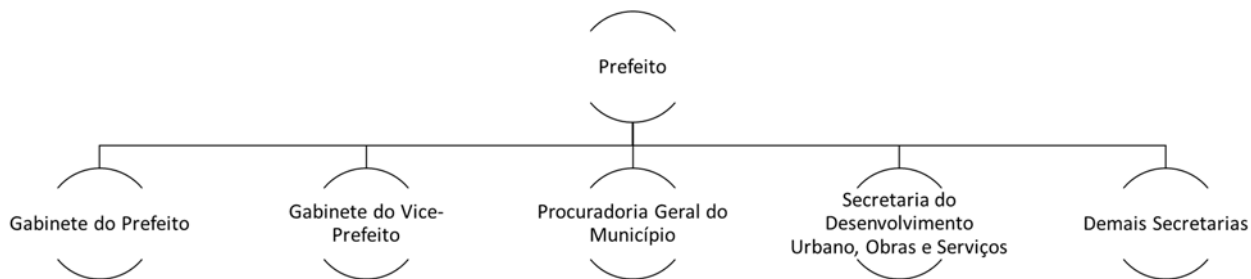 Prefeito
Gabinete do Prefeito
Gabinete do Vice-
Prefeito
Procuradoria Geral do
Município
Secretaria do
Desenvolvimento
Urbano, Obras e Serviços
Demais Secretarias